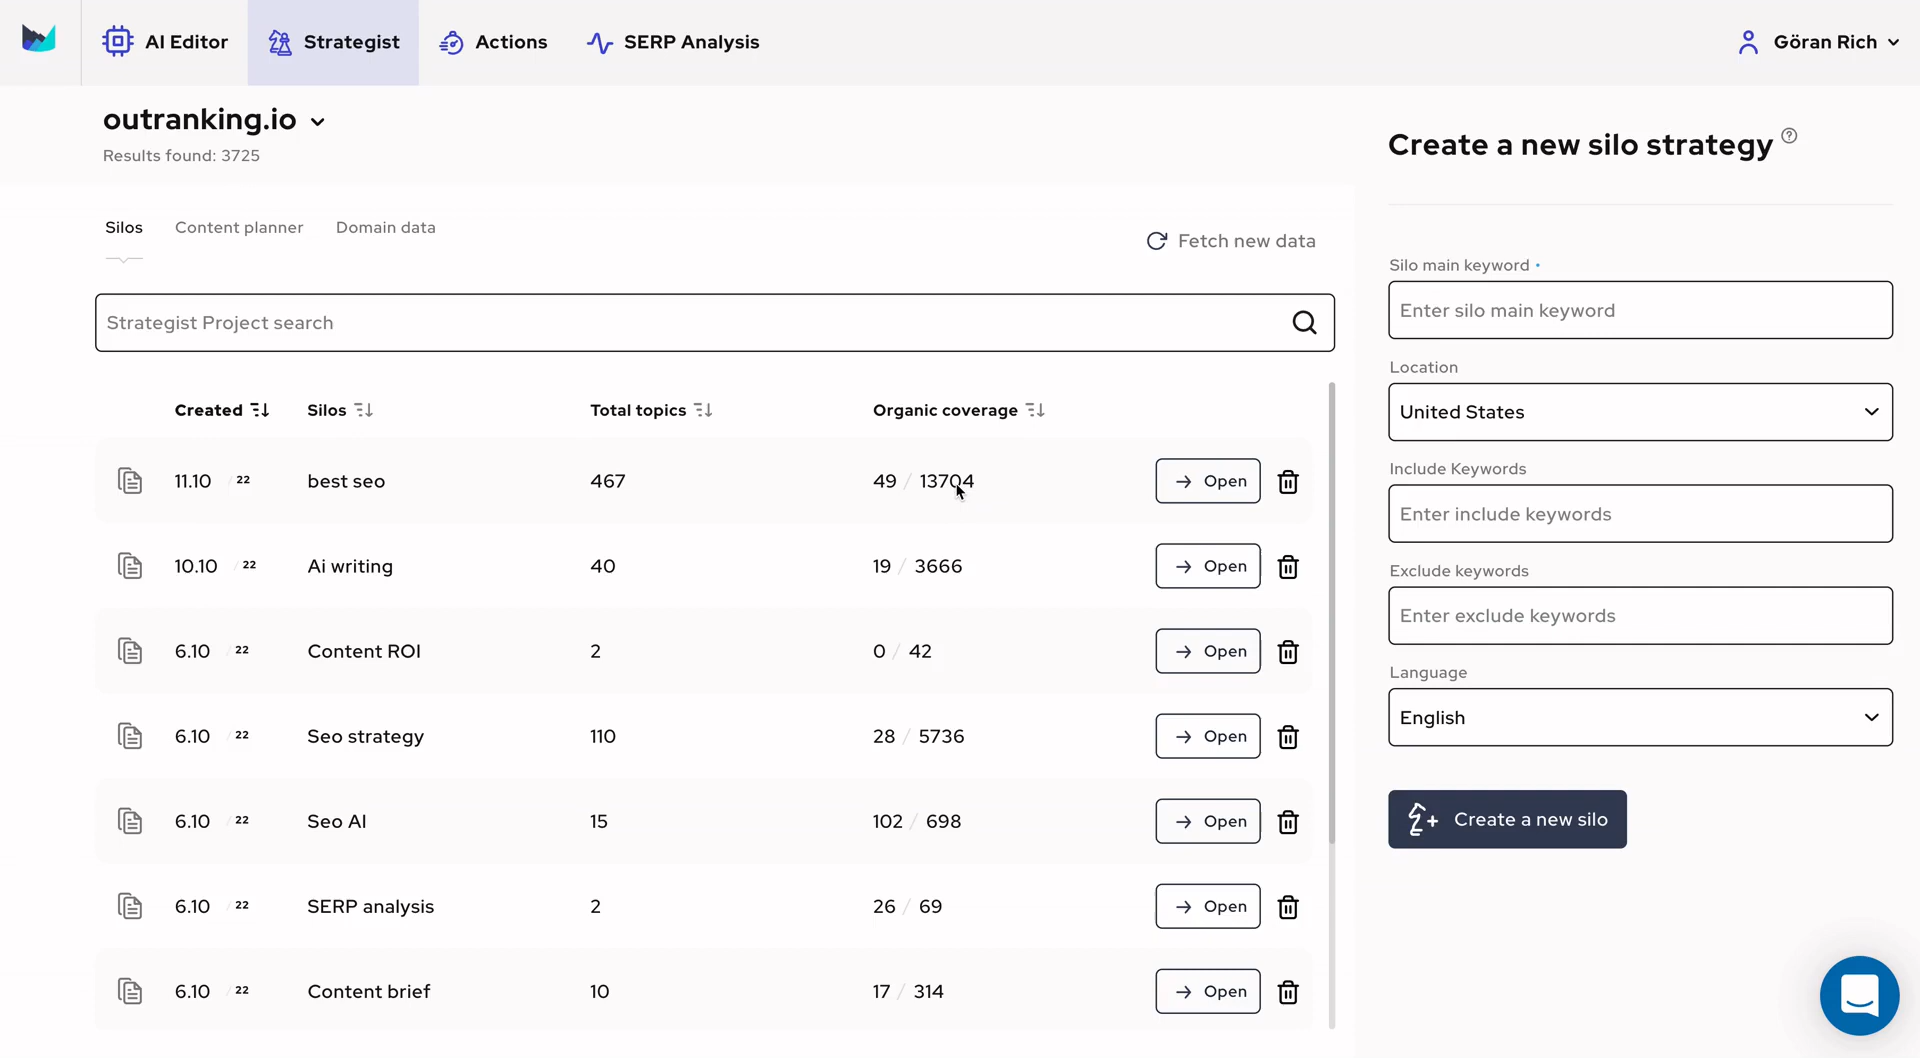 AI Editor
Strategist
Actions
SERP Analysis
Göran Rich
outranking.io
Results found: 3725
Silos
Content planner
Domain data
Fetch new data
Strategist Project search
Created
Silos
Total topics
Organic coverage
11.10 / 22
best seo
467
49 / 13704
Open
10.10 / 22
Ai writing
40
19 / 3666
Open
6.10 / 22
Content ROI
2
0 / 42
Open
6.10 / 22
Seo strategy
110
28 / 5736
Open
6.10 / 22
Seo AI
15
102 / 698
Open
6.10 / 22
SERP analysis
2
26 / 69
Open
6.10 / 22
Content brief
10
17 / 314
Open
Create a new silo strategy ?
Silo main keyword •
Enter silo main keyword
Location
United States
Include Keywords
Enter include keywords
Exclude keywords
Enter exclude keywords
Language
English
Create a new silo